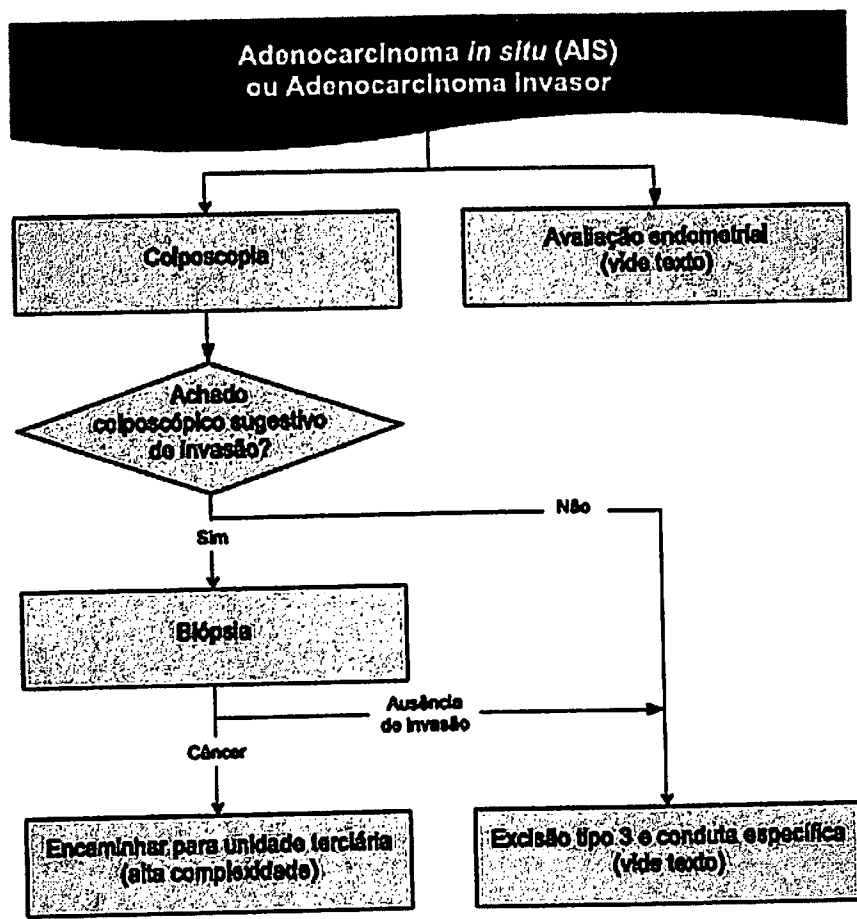 Adenocarcinoma in situ (AIS)
ou Adenocarcinoma Invasor
Colposcopia
Avaliação endometrial
(vide texto)
Achado
colposcópico sugestivo
de invasão?
Não
Sim
Biópsia
Ausência
de invasão
Câncer
Encaminhar para unidade terciária
(alta complexidade)
Excisão tipo 3 e conduta específica
(vide texto)